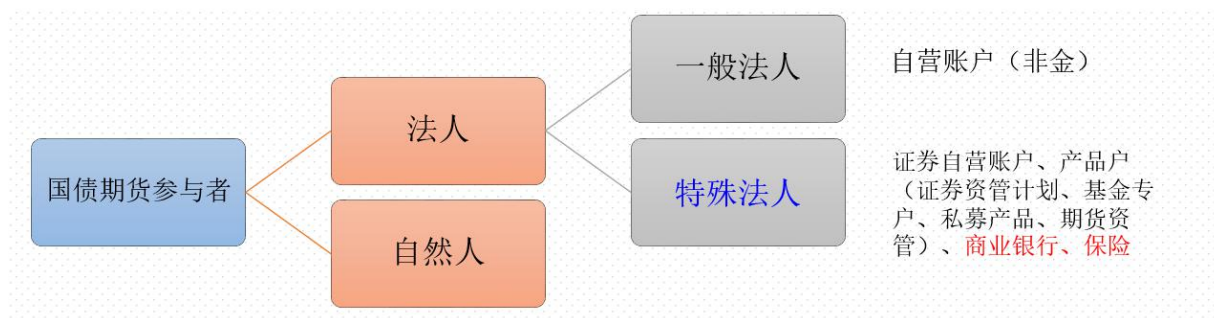 国债期货参与者
法人
自然人
一般法人
特殊法人
自营账户（非金）
证券自营账户、产品户
（证券资管计划、基金专
户、私募产品、期货资
管）、商业银行、保险